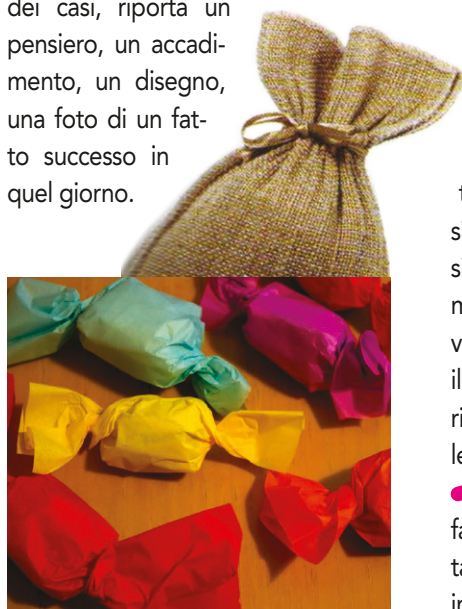 dei casi, riporta un
pensiero, un accadi-
mento, un disegno,
una foto di un fat-
to successo in
quel giorno.